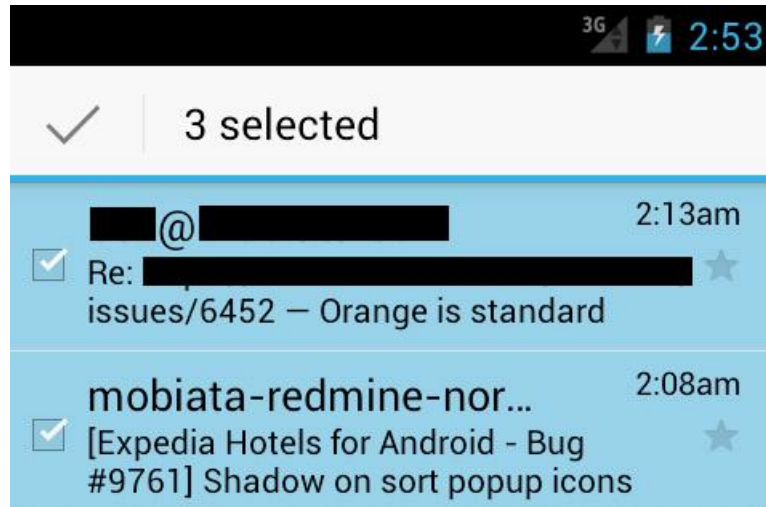 3G 2:53
3 selected
@ 2:13am
Re:
issues/6452 — Orange is standard
mobiata-redmine-nor... 2:08am
[Expedia Hotels for Android - Bug
#9761] Shadow on sort popup icons